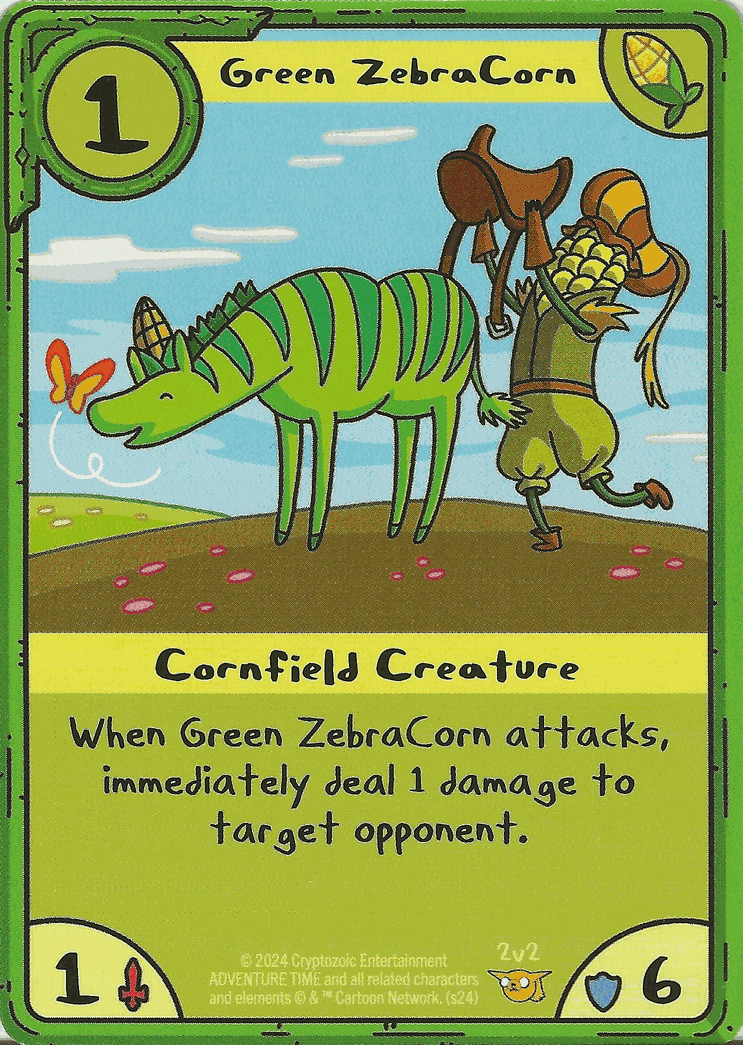 1
Green ZebraCorn
Cornfield Creature
When Green ZebraCorn attacks,
immediately deal 1 damage to
target opponent.
1
© 2024 Cryptozoic Entertainment
ADVENTURE TIME and all related characters
and elements © & ™ Cartoon Network. (s24)
2v2
6